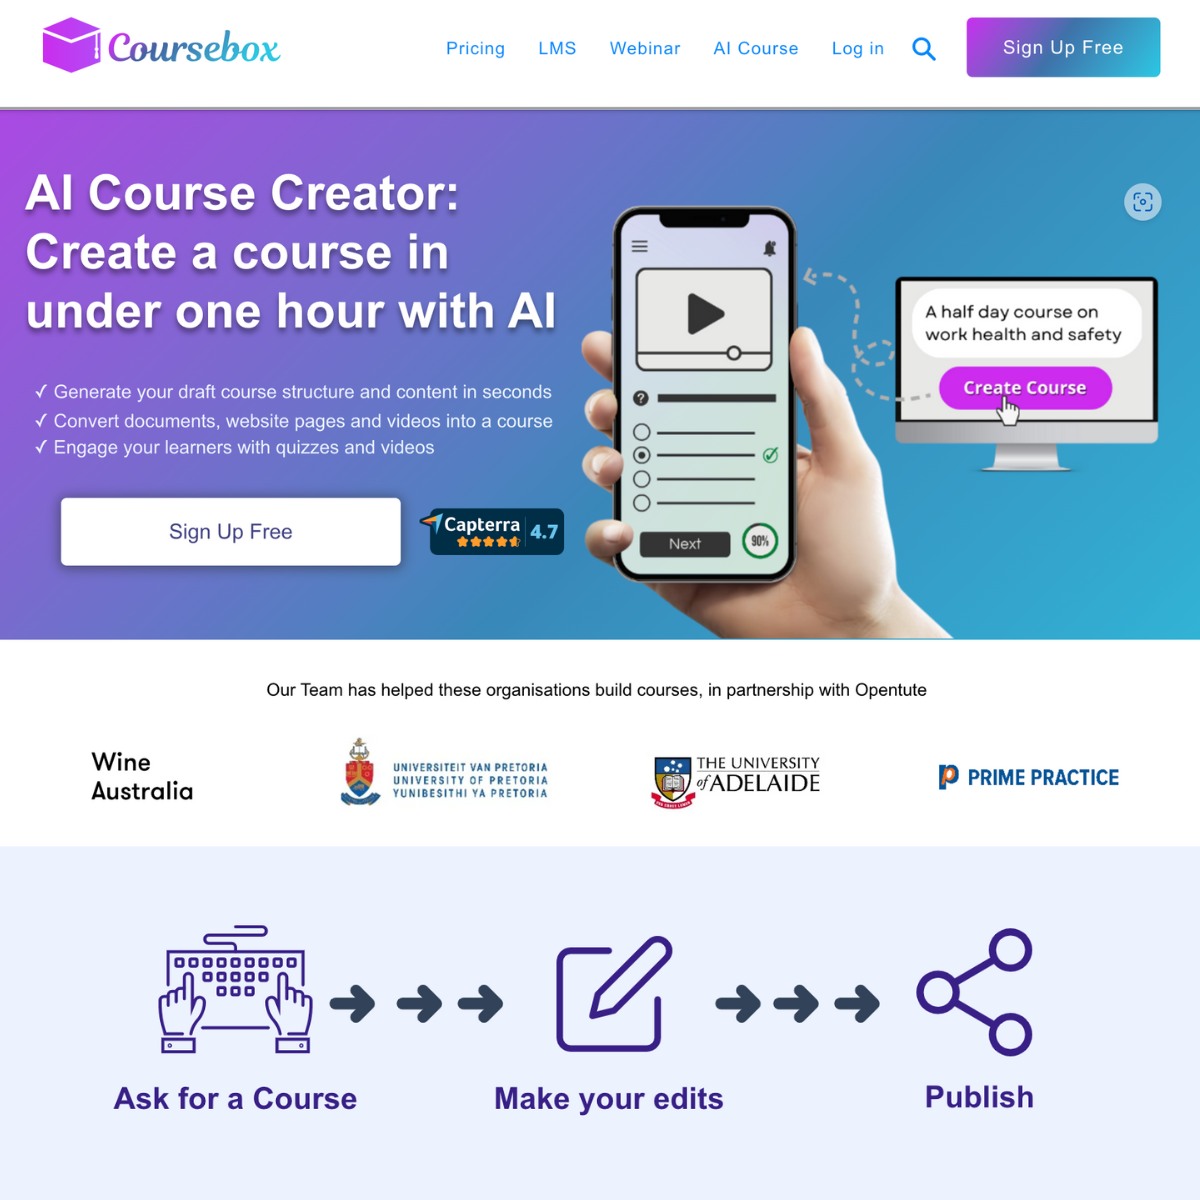 Coursebox
Pricing
LMS
Webinar
AI Course
Log in
Sign Up Free
AI Course Creator:
Create a course in
under one hour with AI
✓ Generate your draft course structure and content in seconds
✓ Convert documents, website pages and videos into a course
✓ Engage your learners with quizzes and videos
Sign Up Free
Capterra
4.7
?
Next
90%
A half day course on
work health and safety
Create Course
Our Team has helped these organisations build courses, in partnership with Opentute
Wine
Australia
UNIVERSITEIT VAN PRETORIA
UNIVERSITY OF PRETORIA
YUNIBESITHI YA PRETORIA
THE UNIVERSITY
of ADELAIDE
PRIME PRACTICE
Ask for a Course
Make your edits
Publish